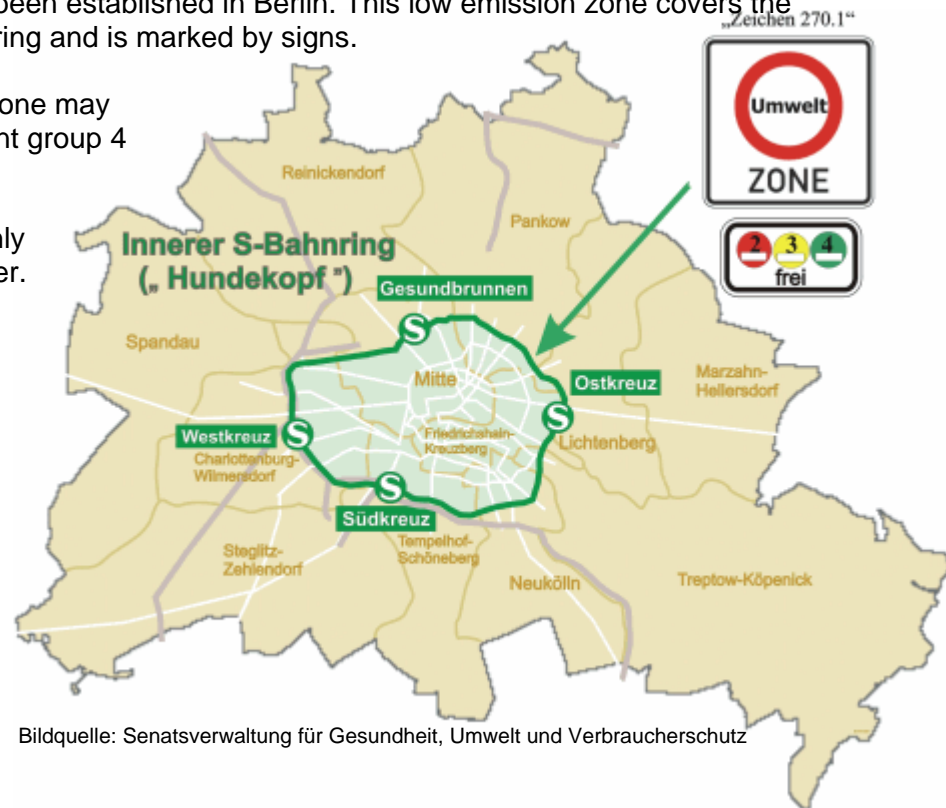 been established in Berlin. This low emission zone covers the
ring and is marked by signs.
one may
nt group 4
nly
er.
„Zeichen 270.1“
Umwelt
ZONE
2 3 4
frei
Innerer S-Bahnring
(„ Hundekopf ”)
Reinickendorf
Pankow
Gesundbrunnen
S
Spandau
Mitte
Ostkreuz
S
Marzahn-
Hellersdorf
Westkreuz
S
Friedrichshain-
Kreuzberg
Lichtenberg
Charlottenburg-
Wilmersdorf
S
Südkreuz
Tempelhof-
Schöneberg
Steglitz-
Zehlendorf
Neukölln
Treptow-Köpenick
Bildquelle: Senatsverwaltung für Gesundheit, Umwelt und Verbraucherschutz